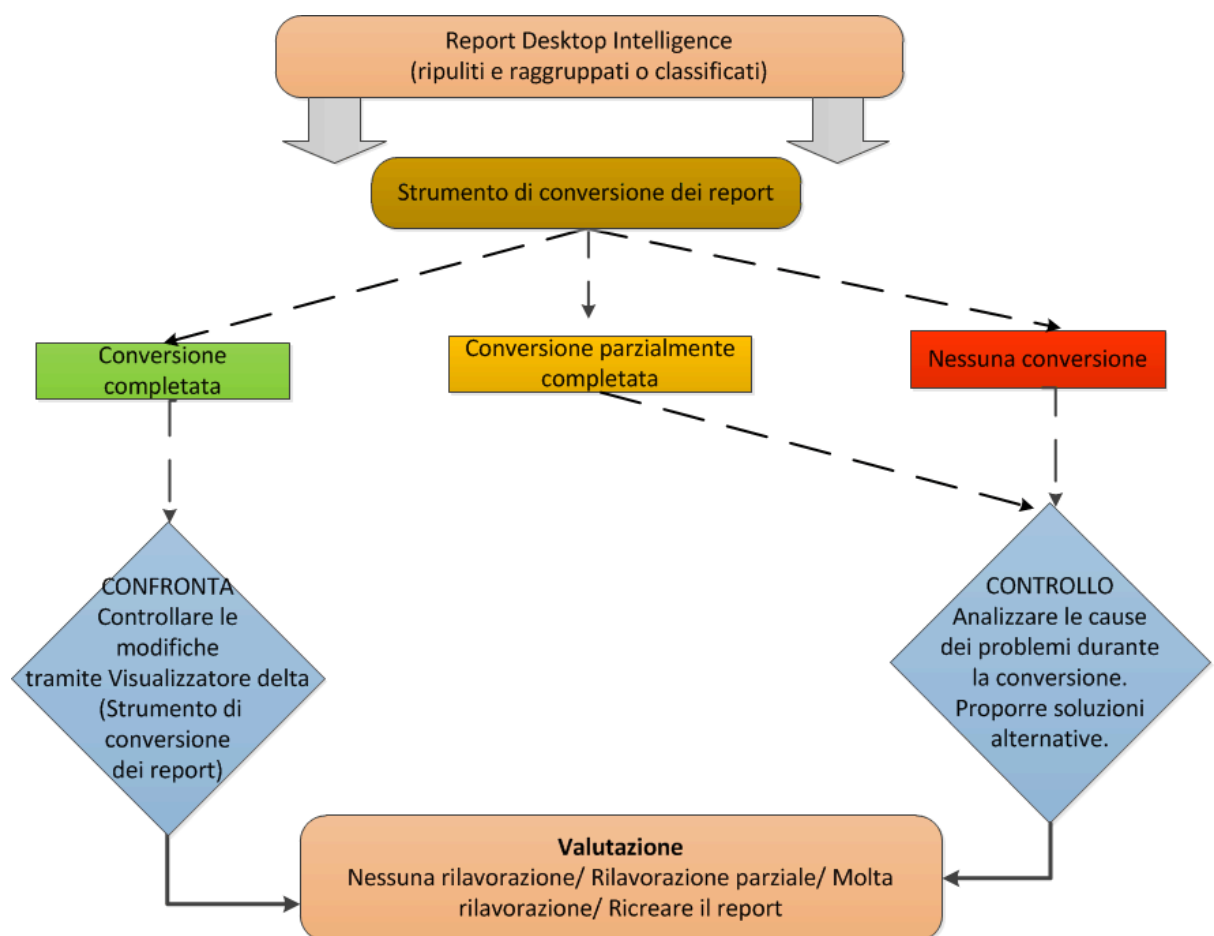 Report Desktop Intelligence
(ripuliti e raggruppati o classificati)
Strumento di conversione dei report
Conversione
completata
Conversione parzialmente
completata
Nessuna conversione
CONFRONTA
Controllare le
modifiche
tramite Visualizzatore delta
(Strumento di
conversione
dei report)
CONTROLLO
Analizzare le cause
dei problemi durante
la conversione.
Proporre soluzioni
alternative.
Valutazione
Nessuna rilavorazione/ Rilavorazione parziale/ Molta
rilavorazione/ Ricreare il report